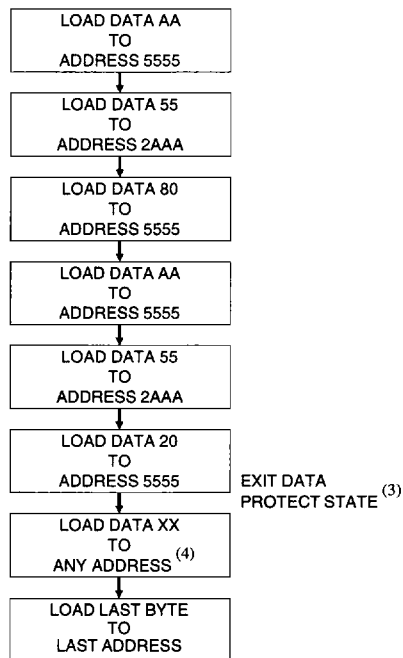 LOAD DATA AA
TO
ADDRESS 5555
LOAD DATA 55
TO
ADDRESS 2AAA
LOAD DATA 80
TO
ADDRESS 5555
LOAD DATA AA
TO
ADDRESS 5555
LOAD DATA 55
TO
ADDRESS 2AAA
LOAD DATA 20
TO
ADDRESS 5555
EXIT DATA
PROTECT STATE (3)
LOAD DATA XX
TO
ANY ADDRESS (4)
LOAD LAST BYTE
TO
LAST ADDRESS